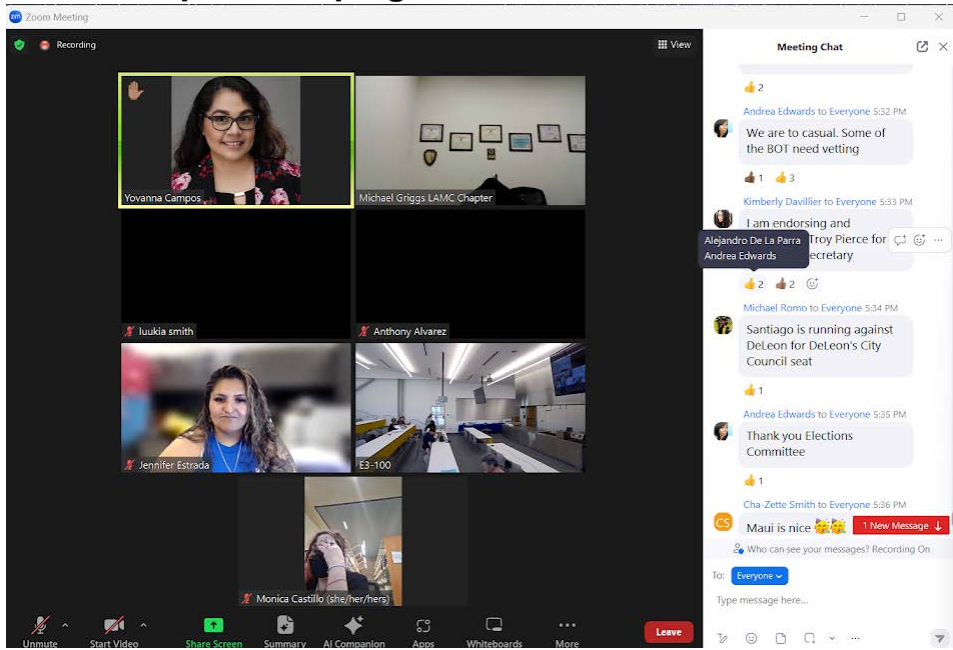 Zoom Meeting
Recording
View
Yovanna Campos
Michael Griggs LAMC Chapter
luukia smith
Anthony Alvarez
Jennifer Estrada
E3-100
Monica Castillo (she/her/hers)
Unmute
Start Video
Share Screen
Summary
AI Companion
Apps
Whiteboards
More
Leave
Meeting Chat
2
Andrea Edwards to Everyone 5:32 PM
We are to casual. Some of
the BOT need vetting
1 3
Kimberly Davillier to Everyone 5:33 PM
I am endorsing and
Troy Pierce for
ecretary
Alejandro De La Parra
Andrea Edwards
2 2
Michael Romo to Everyone 5:34 PM
Santiago is running against
DeLeon for DeLeon's City
Council seat
1
Andrea Edwards to Everyone 5:35 PM
Thank you Elections
Committee
1
Cha-Zette Smith to Everyone 5:36 PM
CS
Maui is nice 🥳🥳
1 New Message ↓
Who can see your messages? Recording On
To: Everyone
Type message here...